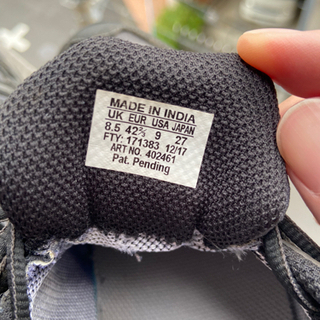 MADE IN INDIA
UK EUR USA JAPAN
8.5 42⅔ 9 27
FTY: 171383 12/17
ART NO. 402461
Pat. Pending